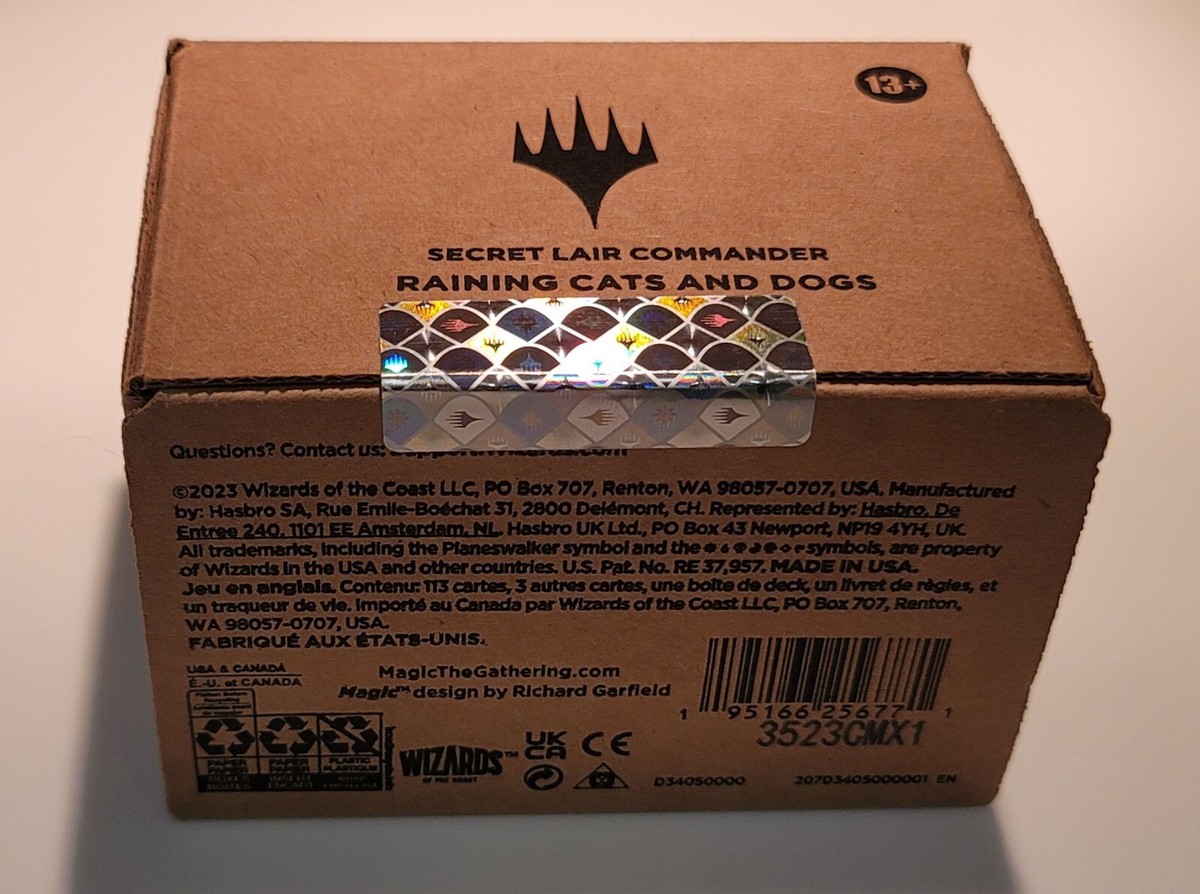 13+
SECRET LAIR COMMANDER
RAINING CATS AND DOGS
Questions? Contact us:
©2023 Wizards of the Coast LLC, PO Box 707, Renton, WA 98057-0707, USA. Manufactured
by: Hasbro SA, Rue Emile-Boéchat 31, 2800 Delémont, CH. Represented by: Hasbro, De
Entree 240, 1101 EE Amsterdam, NL. Hasbro UK Ltd., PO Box 43 Newport, NP19 4YH, UK.
All trademarks, including the Planeswalker symbol and the symbols, are property
of Wizards in the USA and other countries. U.S. Pat. No. RE 37,957. MADE IN USA.
Jeu en anglais. Contenu: 113 cartes, 3 autres cartes, une boîte de deck, un livret de règles, et
un traqueur de vie. Importé au Canada par Wizards of the Coast LLC, PO Box 707, Renton,
WA 98057-0707, USA.
FABRIQUÉ AUX ÉTATS-UNIS.
USA & CANADA
É.-U. et CANADA
MagicTheGathering.com
Magic™ design by Richard Garfield
1 95166 25677 1
3523CMX1
PAPER PAPER PLASTIC
PLASTIQUE
BOXES INSERT
WIZARDS™
OF THE COAST
UK
CA
CE
D34050000
207D3405000001 EN